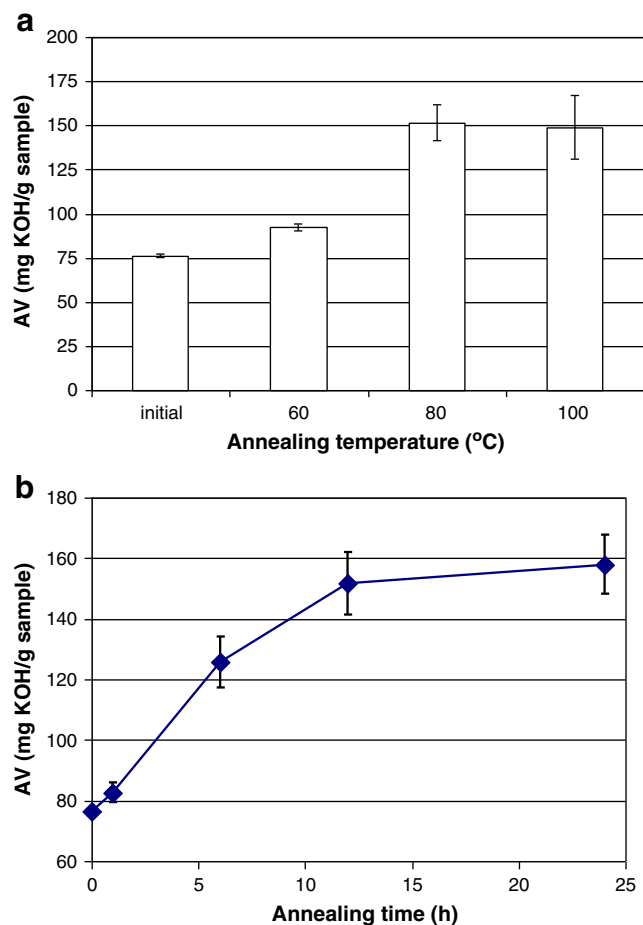 a
200
175
150
125
100
75
50
25
0
AV (mg KOH/g sample)
initial 60 80 100
Annealing temperature (°C)
b
180
160
140
120
100
80
60
AV (mg KOH/g sample)
0 5 10 15 20 25
Annealing time (h)